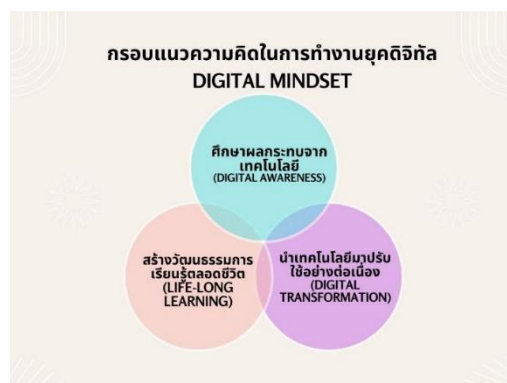 กรอบแนวความคิดในการทำงานยุคดิจิทัล
DIGITAL MINDSET
ศึกษาผลกระทบจาก
เทคโนโลยี
(DIGITAL AWARENESS)
สร้างวัฒนธรรมการ
เรียนรู้ตลอดชีวิต
(LIFE-LONG
LEARNING)
นำเทคโนโลยีมาปรับ
ใช้อย่างต่อเนื่อง
(DIGITAL
TRANSFORMATION)